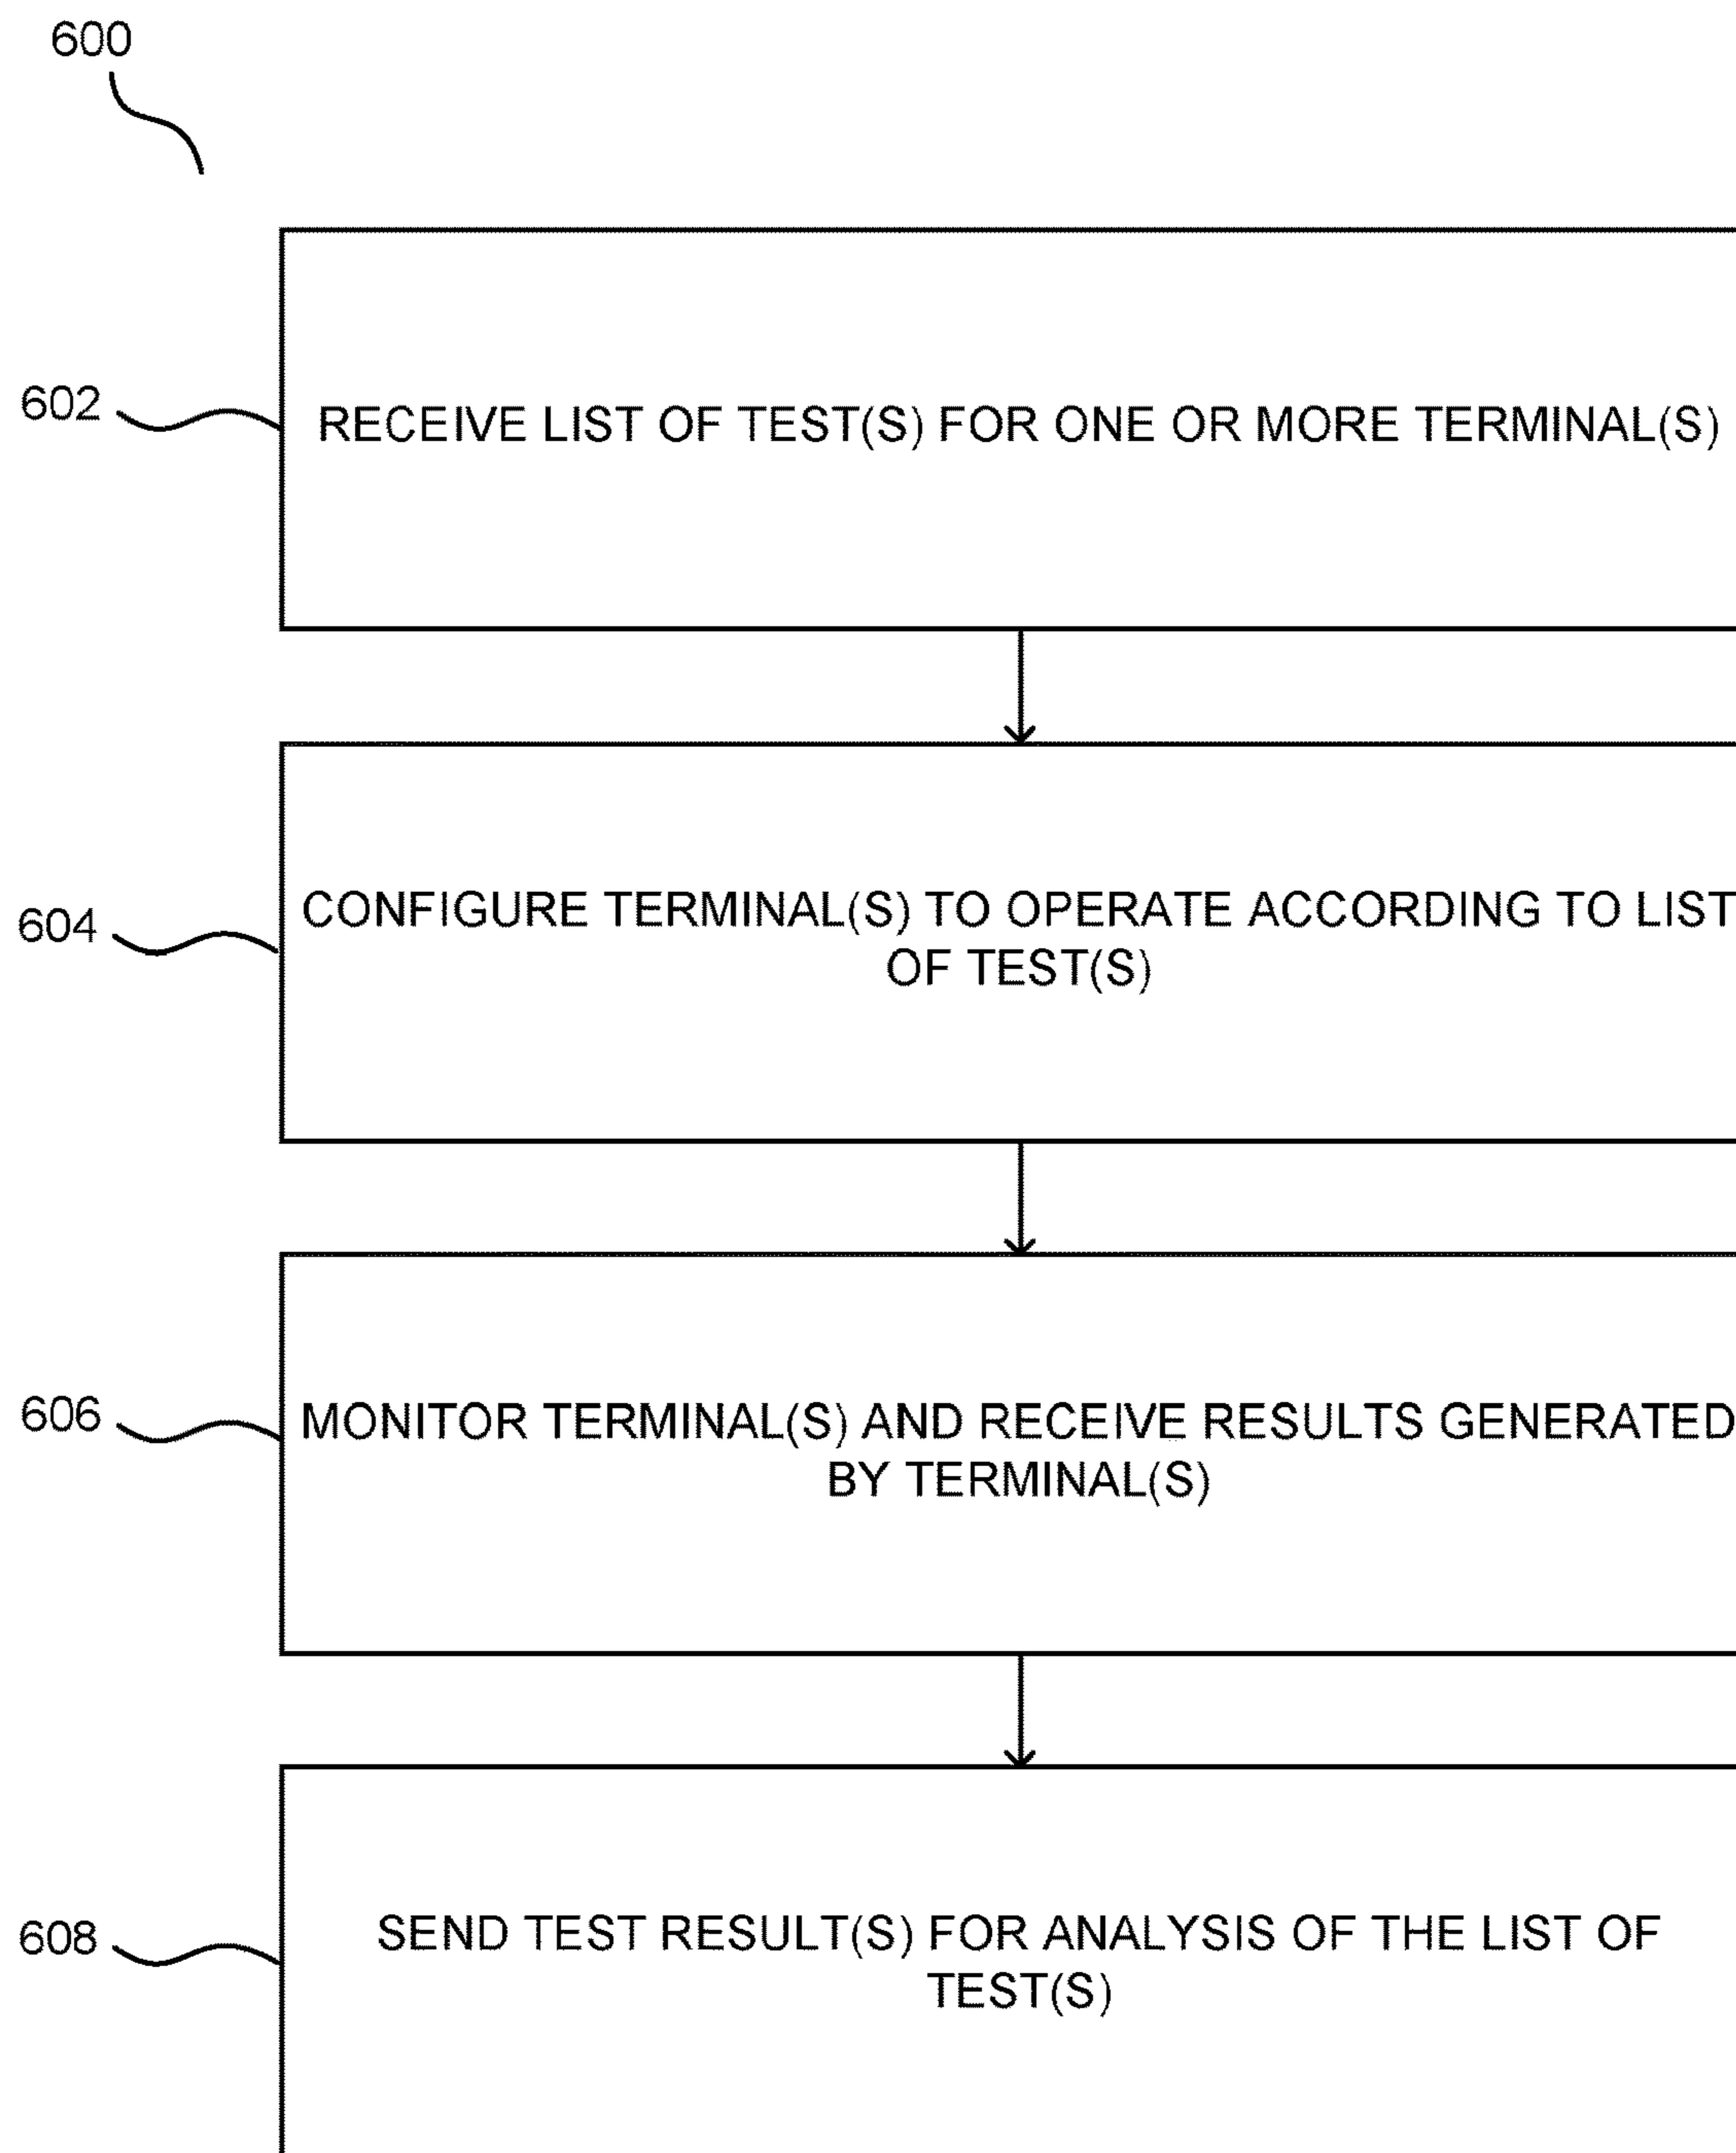 600
602
RECEIVE LIST OF TEST(S) FOR ONE OR MORE TERMINAL(S)
604
CONFIGURE TERMINAL(S) TO OPERATE ACCORDING TO LIST
OF TEST(S)
606
MONITOR TERMINAL(S) AND RECEIVE RESULTS GENERATED
BY TERMINAL(S)
608
SEND TEST RESULT(S) FOR ANALYSIS OF THE LIST OF
TEST(S)